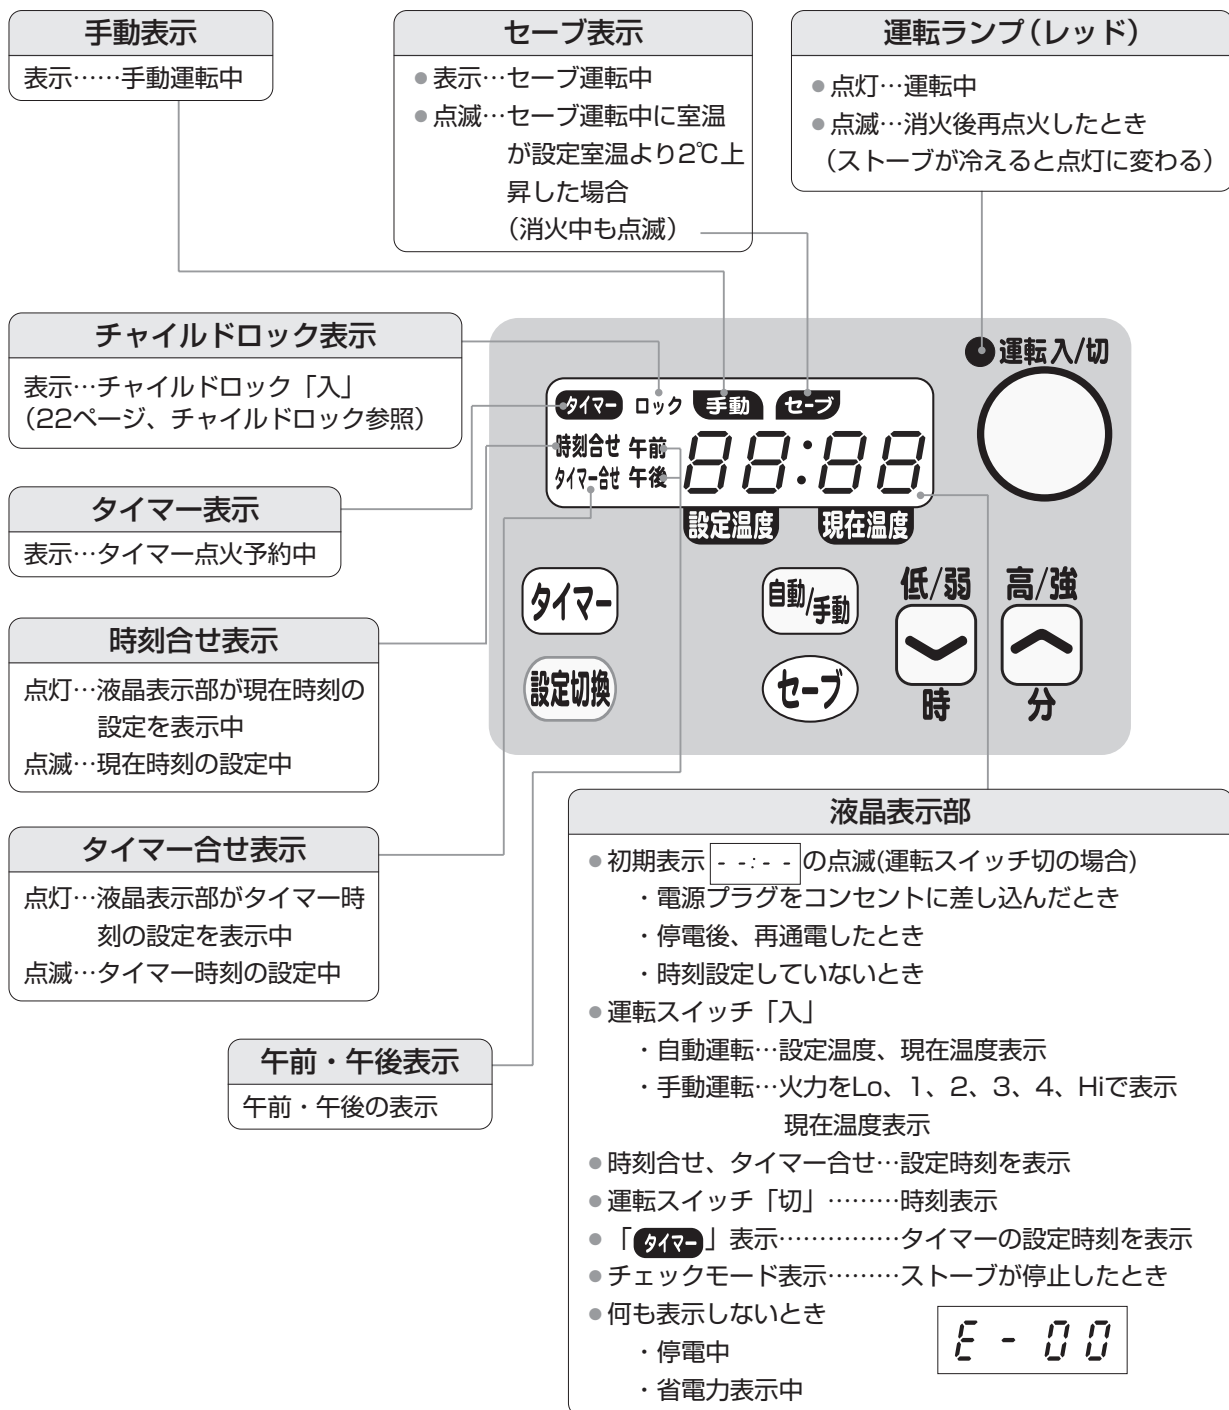 手動表示
表示……手動運転中
セーブ表示
●表示…セーブ運転中
●点滅…セーブ運転中に室温
が設定室温より2℃上
昇した場合
（消火中も点滅）
運転ランプ（レッド）
●点灯…運転中
●点滅…消火後再点火したとき
（ストーブが冷えると点灯に変わる）
チャイルドロック表示
表示…チャイルドロック「入」
（22ページ、チャイルドロック参照）
タイマー表示
表示…タイマー点火予約中
時刻合せ表示
点灯…液晶表示部が現在時刻の
設定を表示中
点滅…現在時刻の設定中
タイマー合せ表示
点灯…液晶表示部がタイマー時
刻の設定を表示中
点滅…タイマー時刻の設定中
午前・午後表示
午前・午後の表示
運転 入/切
タイマー ロック 手動 セーブ
時刻合せ 午前
タイマー合せ 午後
88:88
設定温度 現在温度
タイマー
自動/手動
低/弱 高/強
設定切換
セーブ
時 分
液晶表示部
●初期表示 - -:- - の点滅(運転スイッチ切の場合)
・電源プラグをコンセントに差し込んだとき
・停電後、再通電したとき
・時刻設定していないとき
●運転スイッチ「入」
・自動運転…設定温度、現在温度表示
・手動運転…火力をLo、1、2、3、4、Hiで表示
現在温度表示
●時刻合せ、タイマー合せ…設定時刻を表示
●運転スイッチ「切」………時刻表示
●「タイマー」表示……………タイマーの設定時刻を表示
●チェックモード表示………ストーブが停止したとき
●何も表示しないとき
・停電中
・省電力表示中
E - 00